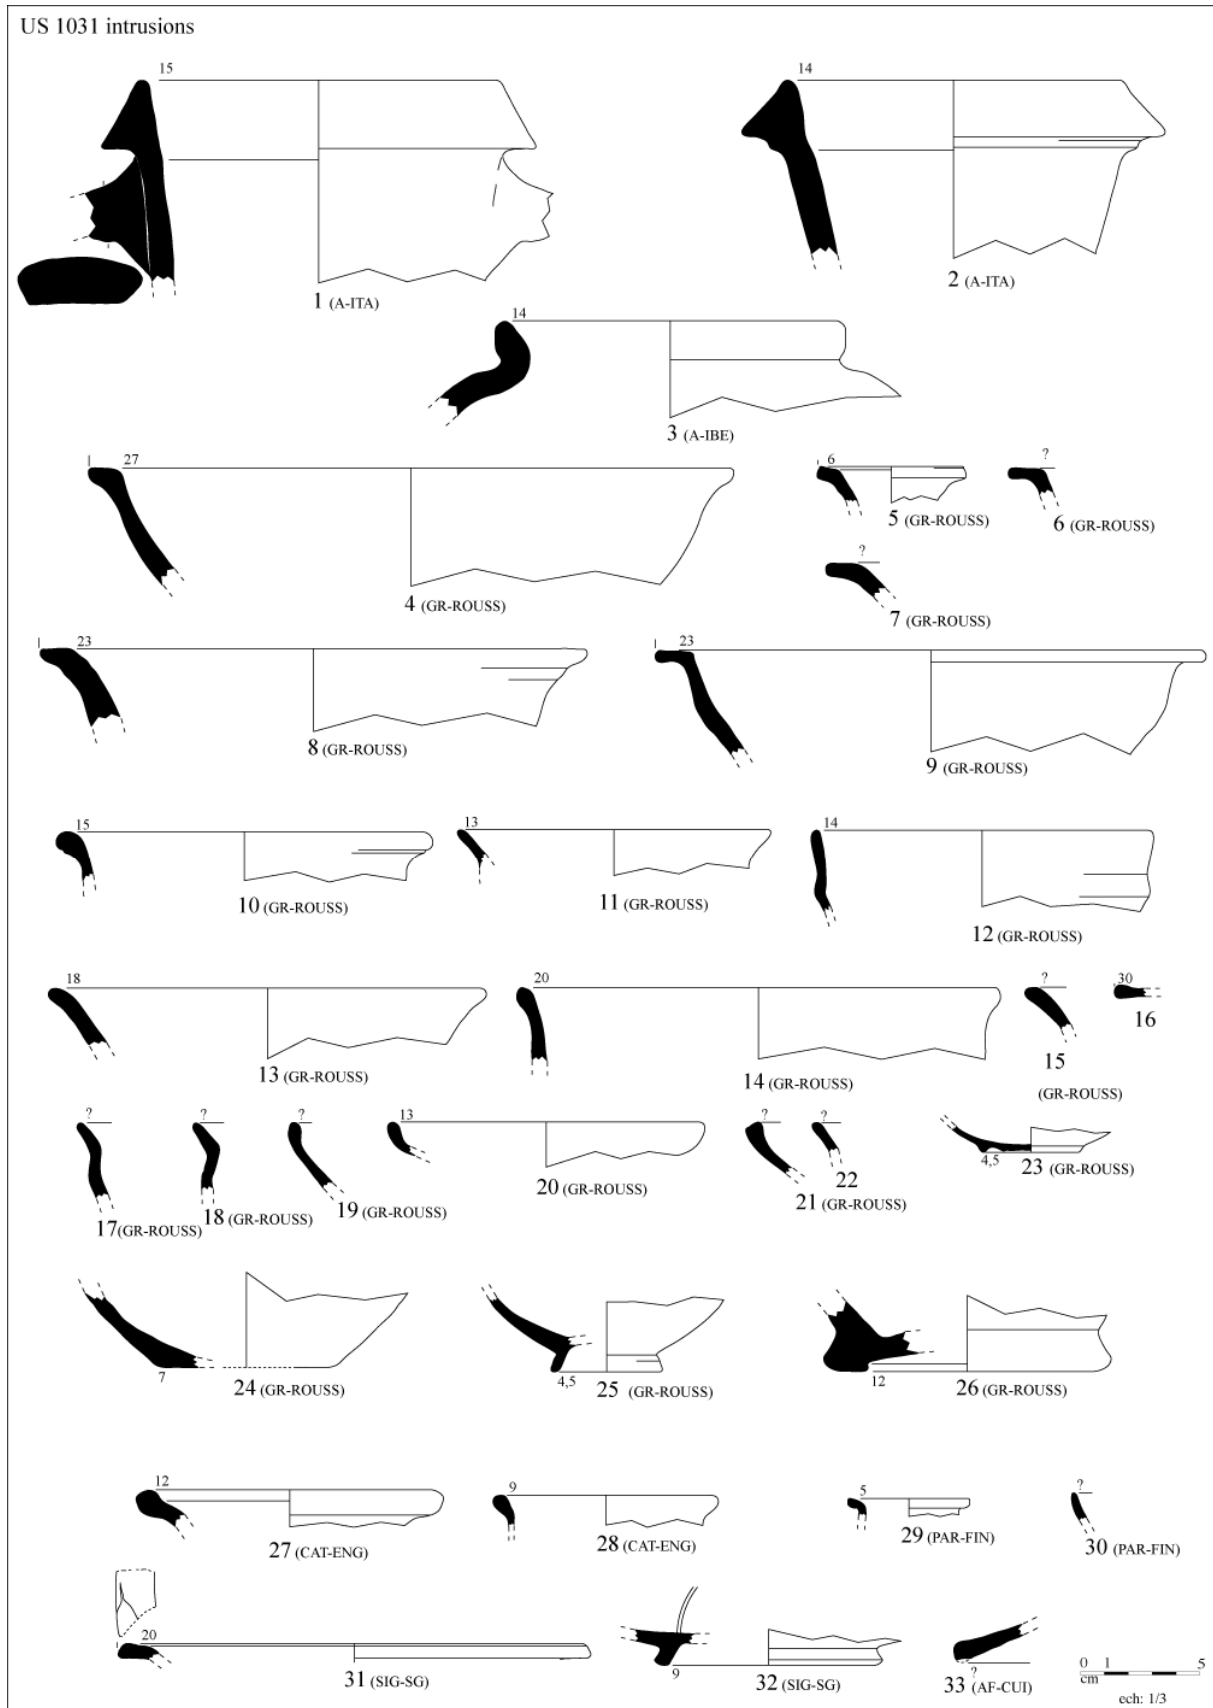 US 1031 intrusions
15
14
1 (A-ITA)
2 (A-ITA)
14
3 (A-IBE)
27
6
?
5 (GR-ROUSS)
6 (GR-ROUSS)
?
4 (GR-ROUSS)
7 (GR-ROUSS)
23
23
8 (GR-ROUSS)
9 (GR-ROUSS)
15
13
14
10 (GR-ROUSS)
11 (GR-ROUSS)
12 (GR-ROUSS)
18
20
?
30
16
13 (GR-ROUSS)
14 (GR-ROUSS)
15
(GR-ROUSS)
?
?
?
13
?
?
4,5
23 (GR-ROUSS)
22
17(GR-ROUSS)
18 (GR-ROUSS)
19 (GR-ROUSS)
20 (GR-ROUSS)
21 (GR-ROUSS)
7
24 (GR-ROUSS)
4,5
25 (GR-ROUSS)
12
26 (GR-ROUSS)
12
9
5
?
27 (CAT-ENG)
28 (CAT-ENG)
29 (PAR-FIN)
30 (PAR-FIN)
20
31 (SIG-SG)
9
32 (SIG-SG)
?
33 (AF-CUI)
0 1 5
cm
ech: 1/3